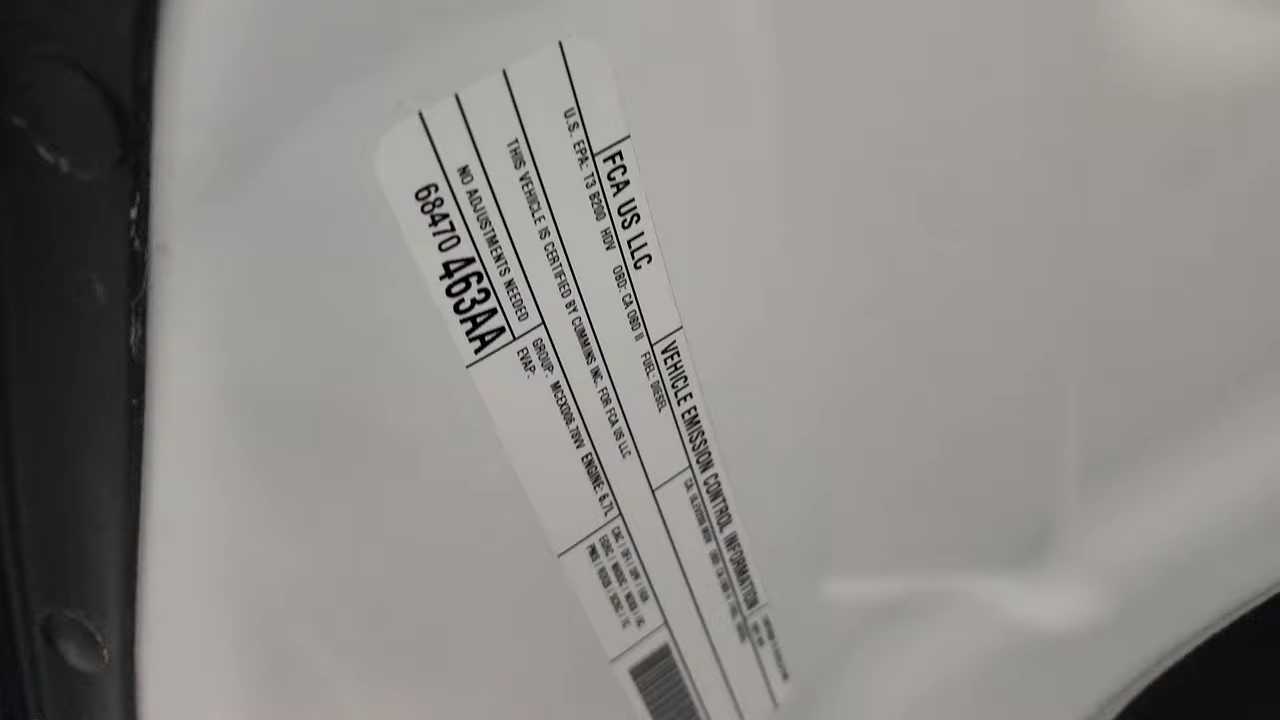 FCA US LLC
VEHICLE EMISSION CONTROL INFORMATION
U.S. EPA: T3 B200 HDV OBD: CA OBD II FUEL: DIESEL
THIS VEHICLE IS CERTIFIED BY CUMMINS INC. FOR FCA US LLC
NO ADJUSTMENTS NEEDED
GROUP: MCEXD06.78VV ENGINE: 6.7L
EVAP:
68470 463AA